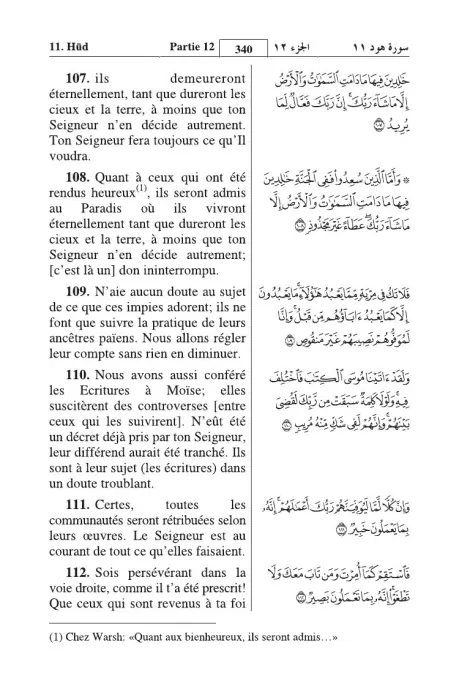 11. Hūd Partie 12 340 الجزء ١٢ سورة هود ١١
107. ils demeureront
éternellement, tant que dureront les
cieux et la terre, à moins que ton
Seigneur n’en décide autrement.
Ton Seigneur fera toujours ce qu’Il
voudra.
108. Quant à ceux qui ont été
rendus heureux(1), ils seront admis
au Paradis où ils vivront
éternellement tant que dureront les
cieux et la terre, à moins que ton
Seigneur n’en décide autrement;
[c’est là un] don ininterrompu.
109. N’aie aucun doute au sujet
de ce que ces impies adorent; ils ne
font que suivre la pratique de leurs
ancêtres païens. Nous allons régler
leur compte sans rien en diminuer.
110. Nous avons aussi conféré
les Ecritures à Moïse; elles
suscitèrent des controverses [entre
ceux qui les suivirent]. N’eût été
un décret déjà pris par ton Seigneur,
leur différend aurait été tranché. Ils
sont à leur sujet (les écritures) dans
un doute troublant.
111. Certes, toutes les
communautés seront rétribuées selon
leurs œuvres. Le Seigneur est au
courant de tout ce qu’elles faisaient.
112. Sois persévérant dans la
voie droite, comme il t’a été prescrit!
Que ceux qui sont revenus à ta foi
خَٰلِدِينَ فِيهَا مَا دَامَتِ ٱلسَّمَٰوَٰتُ وَٱلْأَرْضُ
إِلَّا مَا شَآءَ رَبُّكَ ۚ إِنَّ رَبَّكَ فَعَّالٌ لِّمَا
يُرِيدُ ١٠٧
۞ وَأَمَّا ٱلَّذِينَ سُعِدُوا۟ فَفِى ٱلْجَنَّةِ خَٰلِدِينَ
فِيهَا مَا دَامَتِ ٱلسَّمَٰوَٰتُ وَٱلْأَرْضُ إِلَّا
مَا شَآءَ رَبُّكَ ۖ عَطَآءً غَيْرَ مَجْذُوذٍ ١٠٨
فَلَا تَكُ فِى مِرْيَةٍ مِّمَّا يَعْبُدُ هَٰٓؤُلَآءِ ۚ مَا يَعْبُدُونَ
إِلَّا كَمَا يَعْبُدُ ءَابَآؤُهُم مِّن قَبْلُ ۚ وَإِنَّا
لَمُوَفُّوهُمْ نَصِيبَهُمْ غَيْرَ مَنقُوصٍ ١٠٩
وَلَقَدْ ءَاتَيْنَا مُوسَى ٱلْكِتَٰبَ فَٱخْتُلِفَ
فِيهِ ۚ وَلَوْلَا كَلِمَةٌ سَبَقَتْ مِن رَّبِّكَ لَقُضِىَ
بَيْنَهُمْ ۚ وَإِنَّهُمْ لَفِى شَكٍّ مِّنْهُ مُرِيبٍ ١١٠
وَإِنَّ كُلًّا لَّمَّا لَيُوَفِّيَنَّهُمْ رَبُّكَ أَعْمَٰلَهُمْ ۚ إِنَّهُۥ
بِمَا يَعْمَلُونَ خَبِيرٌ ١١١
فَٱسْتَقِمْ كَمَآ أُمِرْتَ وَمَن تَابَ مَعَكَ وَلَا
تَطْغَوْا۟ ۚ إِنَّهُۥ بِمَا تَعْمَلُونَ بَصِيرٌ ١١٢
(1) Chez Warsh: «Quant aux bienheureux, ils seront admis…»